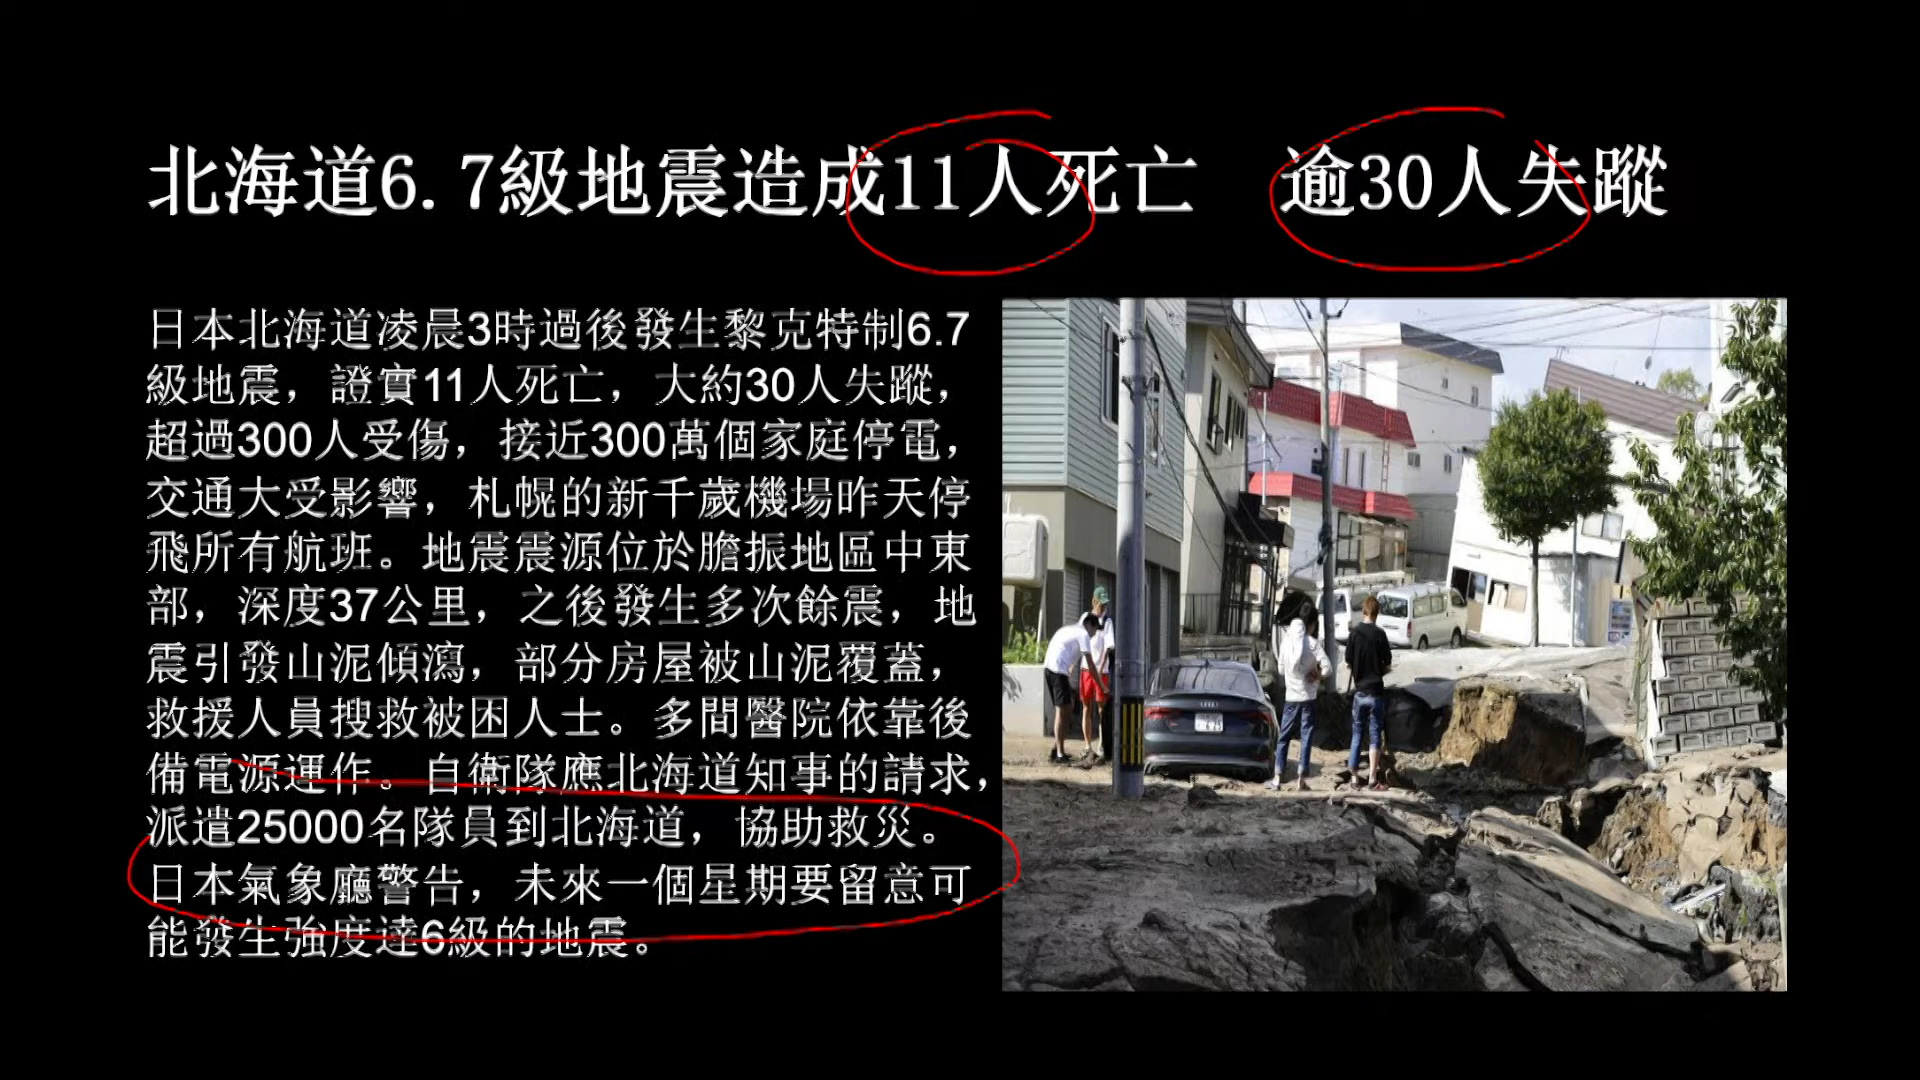 北海道6.7級地震造成11人死亡　逾30人失蹤
日本北海道凌晨3時過後發生黎克特制6.7
級地震，證實11人死亡，大約30人失蹤，
超過300人受傷，接近300萬個家庭停電，
交通大受影響，札幌的新千歲機場昨天停
飛所有航班。地震震源位於膽振地區中東
部，深度37公里，之後發生多次餘震，地
震引發山泥傾瀉，部分房屋被山泥覆蓋，
救援人員搜救被困人士。多間醫院依靠後
備電源運作。自衛隊應北海道知事的請求，
派遣25000名隊員到北海道，協助救災。
日本氣象廳警告，未來一個星期要留意可
能發生強度達6級的地震。